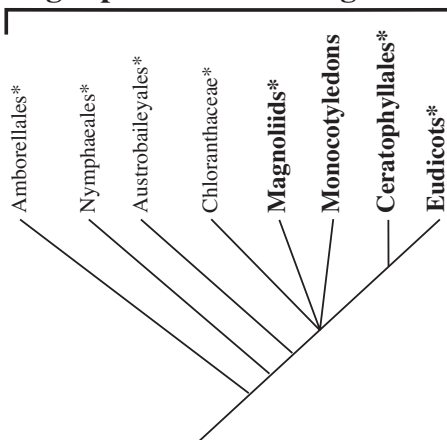 Amborellales*
Nymphaeales*
Austrobaileyales*
Chloranthaceae*
Magnoliids*
Monocotyledons
Ceratophyllales*
Eudicots*